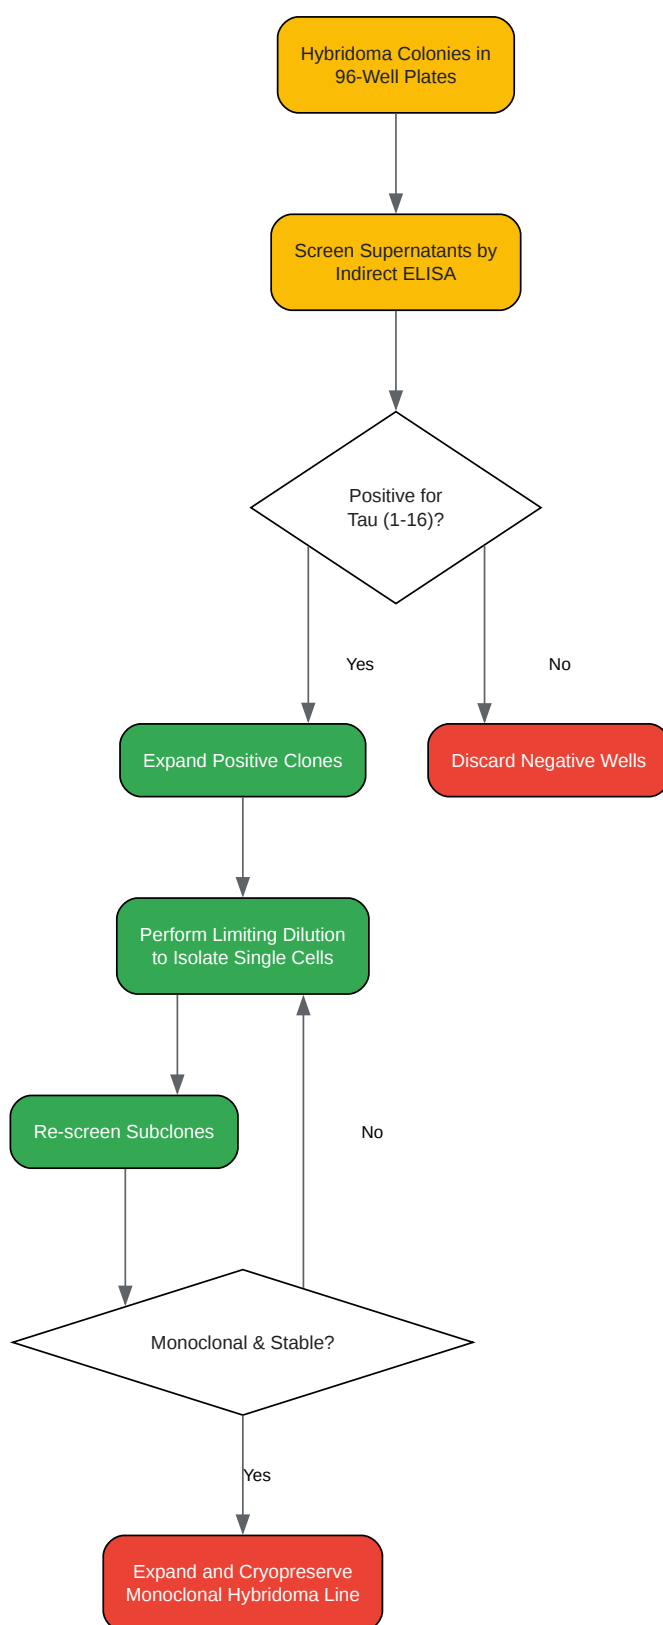 Hybridoma Colonies in
96-Well Plates
Screen Supernatants by
Indirect ELISA
Positive for
Tau (1-16)?
Yes
No
Expand Positive Clones
Discard Negative Wells
Perform Limiting Dilution
to Isolate Single Cells
Re-screen Subclones
No
Monoclonal & Stable?
Yes
Expand and Cryopreserve
Monoclonal Hybridoma Line